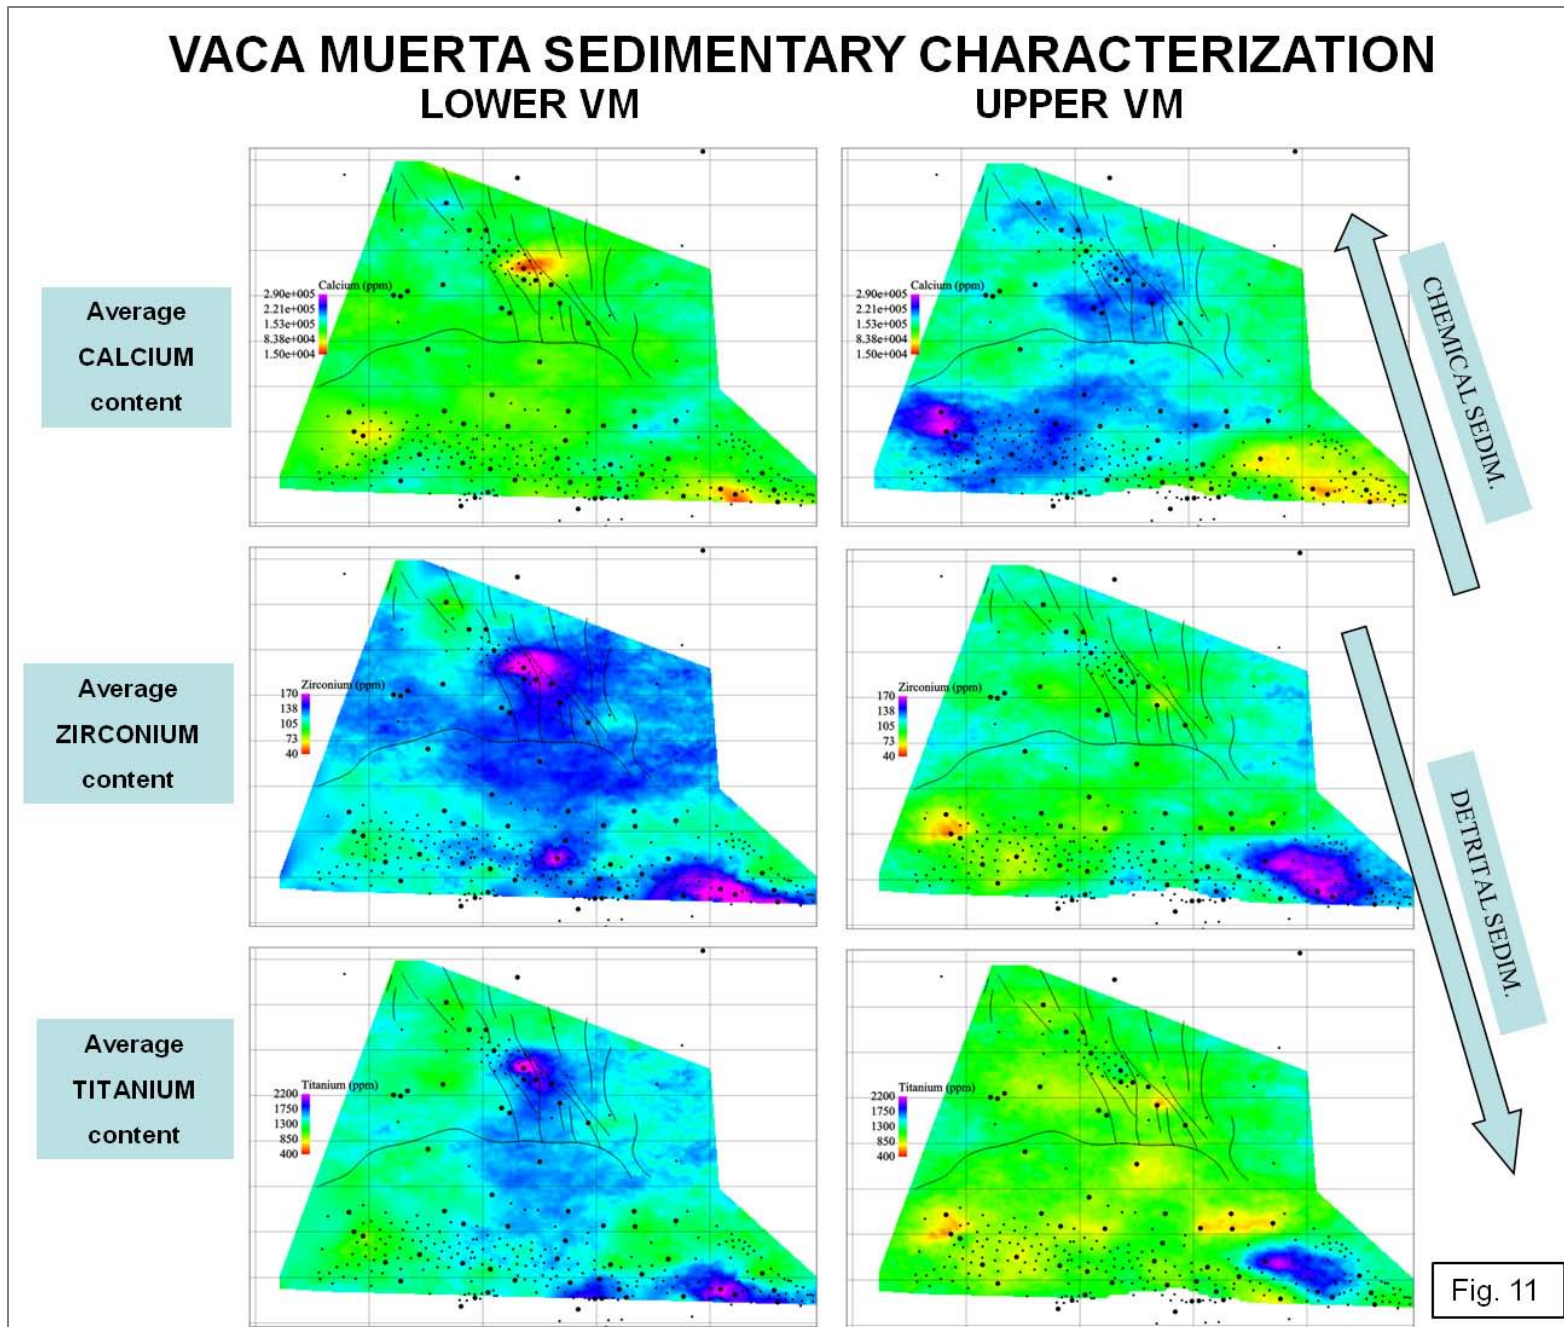 VACA MUERTA SEDIMENTARY CHARACTERIZATION
LOWER VM
UPPER VM
Average
CALCIUM
content
Calcium (ppm)
2.90e+005
2.21e+005
1.53e+005
8.38e+004
1.50e+004
Calcium (ppm)
2.90e+005
2.21e+005
1.53e+005
8.38e+004
1.50e+004
CHEMICAL SEDIM.
Average
ZIRCONIUM
content
Zirconium (ppm)
170
138
105
73
40
Zirconium (ppm)
170
138
105
73
40
DETRITAL SEDIM.
Average
TITANIUM
content
Titanium (ppm)
2200
1750
1300
850
400
Titanium (ppm)
2200
1750
1300
850
400
Fig. 11